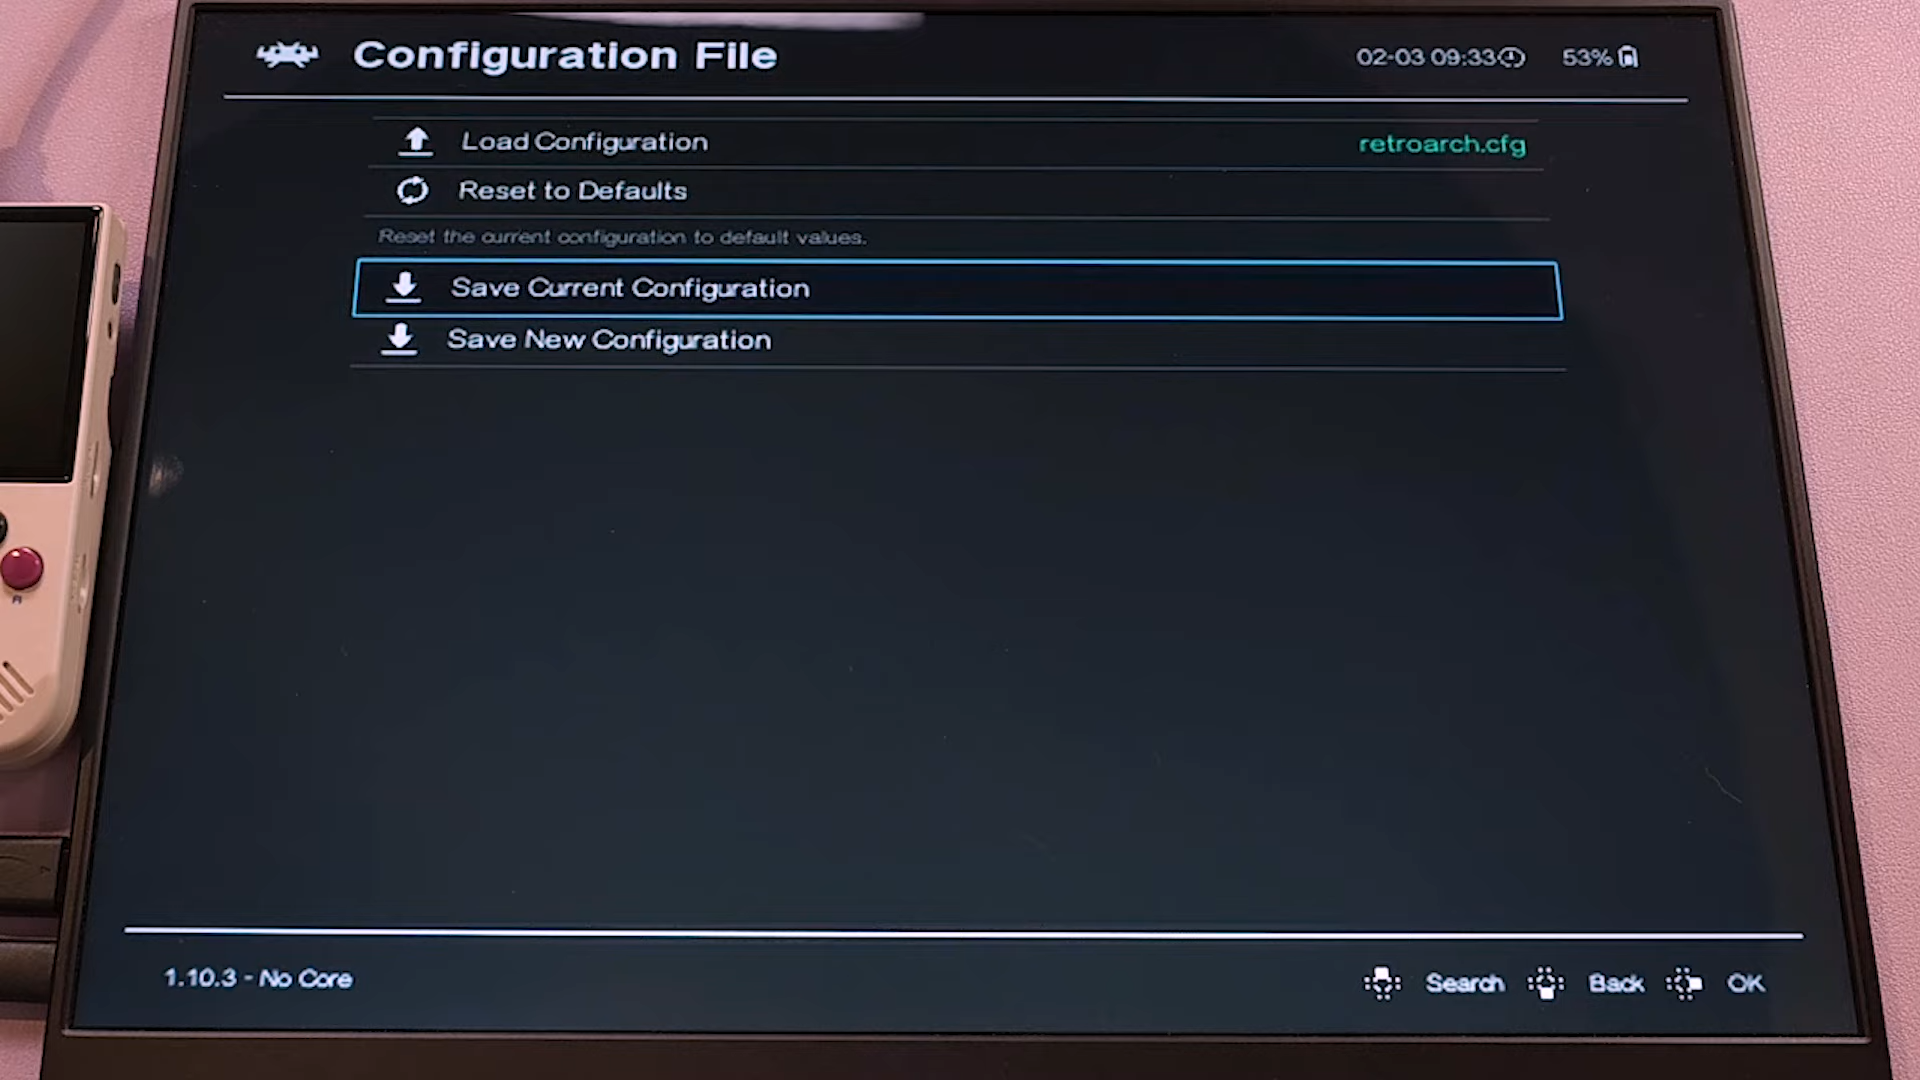 Configuration File
02-03 09:33 53%
Load Configuration retroarch.cfg
Reset to Defaults
Reset the current configuration to default values.
Save Current Configuration
Save New Configuration
1.10.3 - No Core
Search Back OK
A